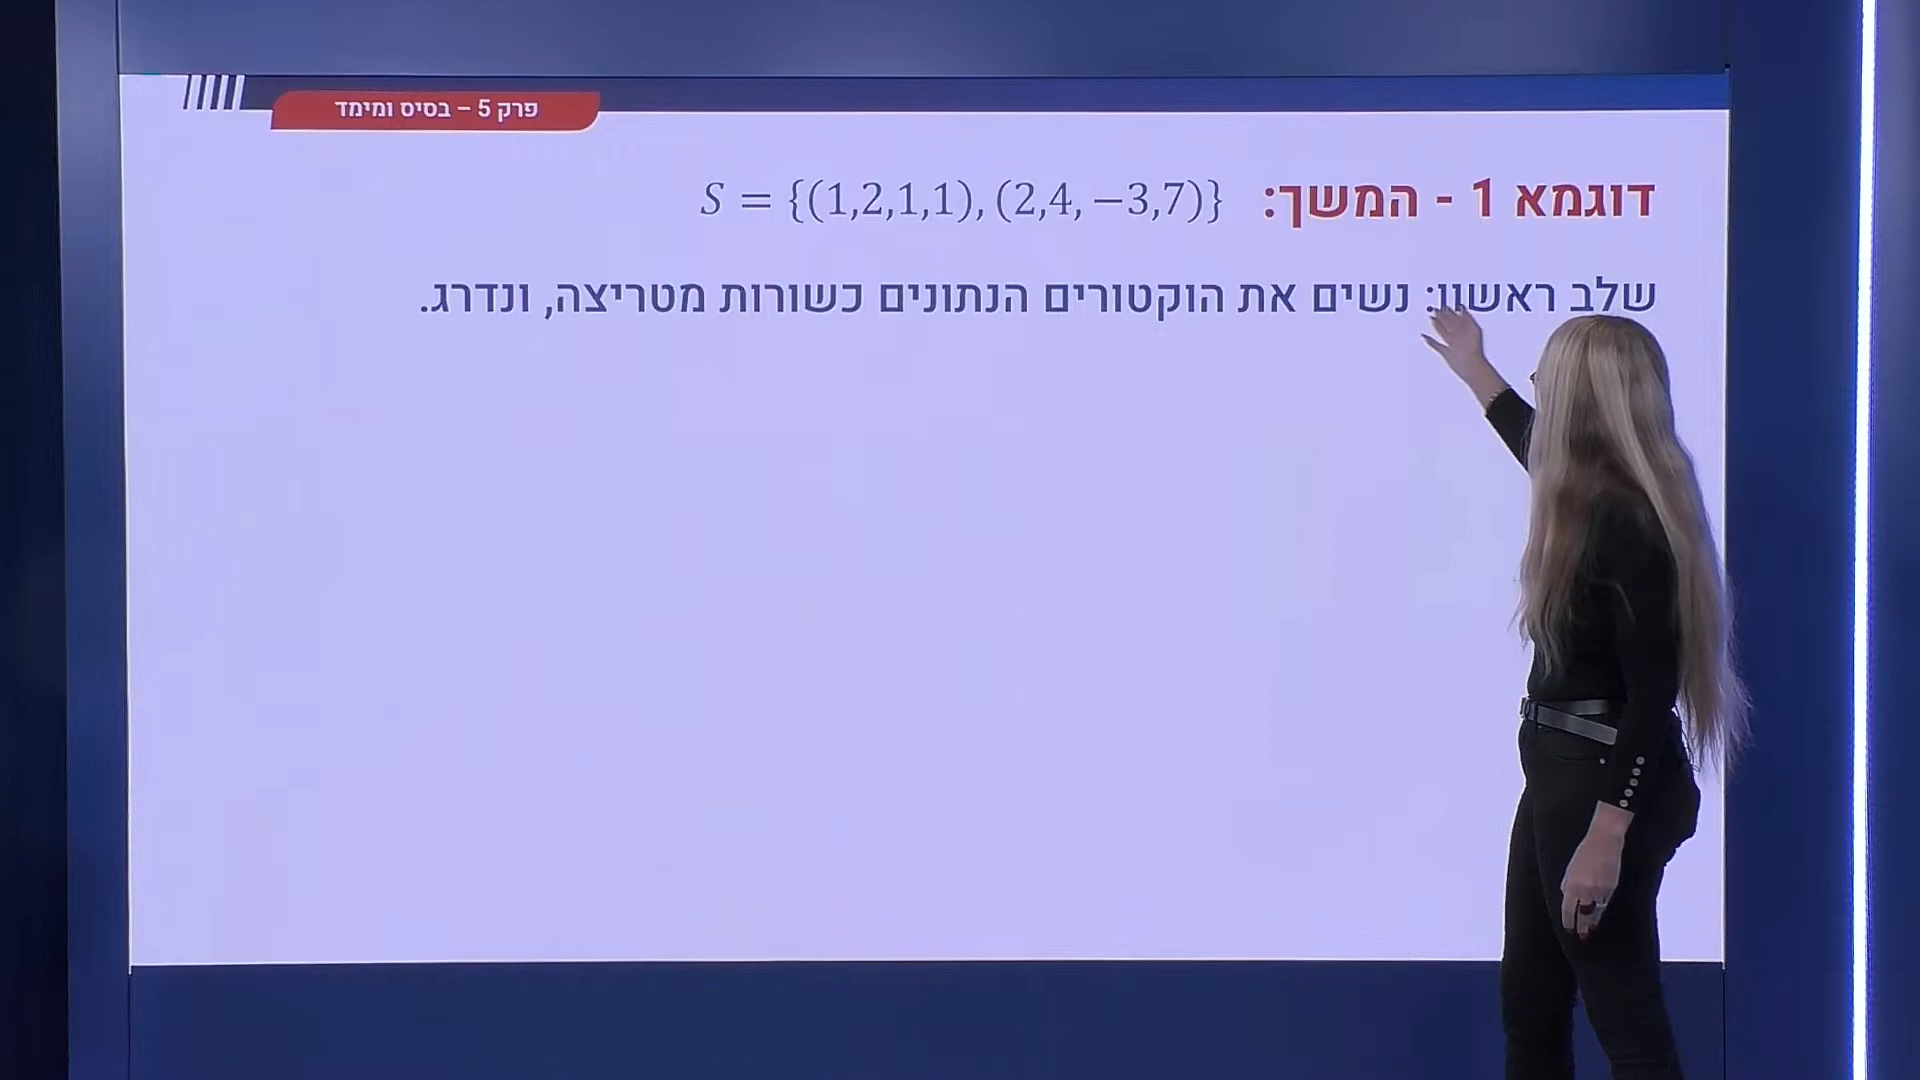 פרק 5 – בסיס ומימד
דוגמא 1 - המשך: S = {(1,2,1,1), (2,4, −3,7)}
שלב ראשון: נשים את הוקטורים הנתונים כשורות מטריצה, ונדרג.